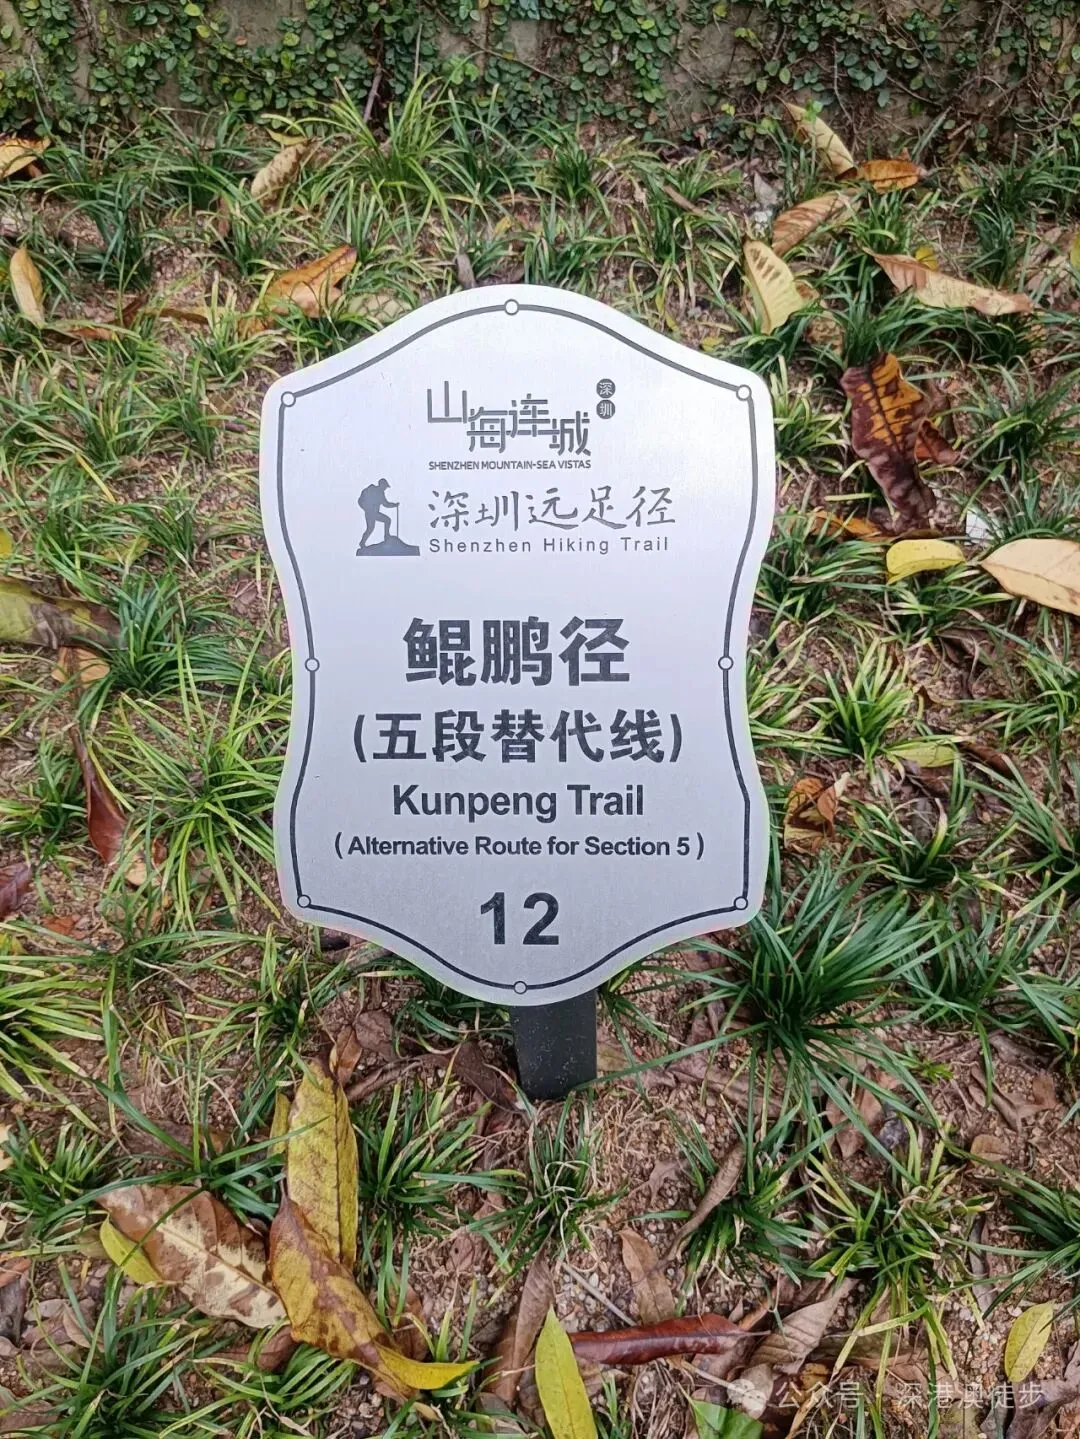 山海连城 深圳
SHENZHEN MOUNTAIN-SEA VISTAS
深圳远足径
Shenzhen Hiking Trail
鲲鹏径
(五段替代线)
Kunpeng Trail
(Alternative Route for Section 5)
12
公众号·深港澳徒步